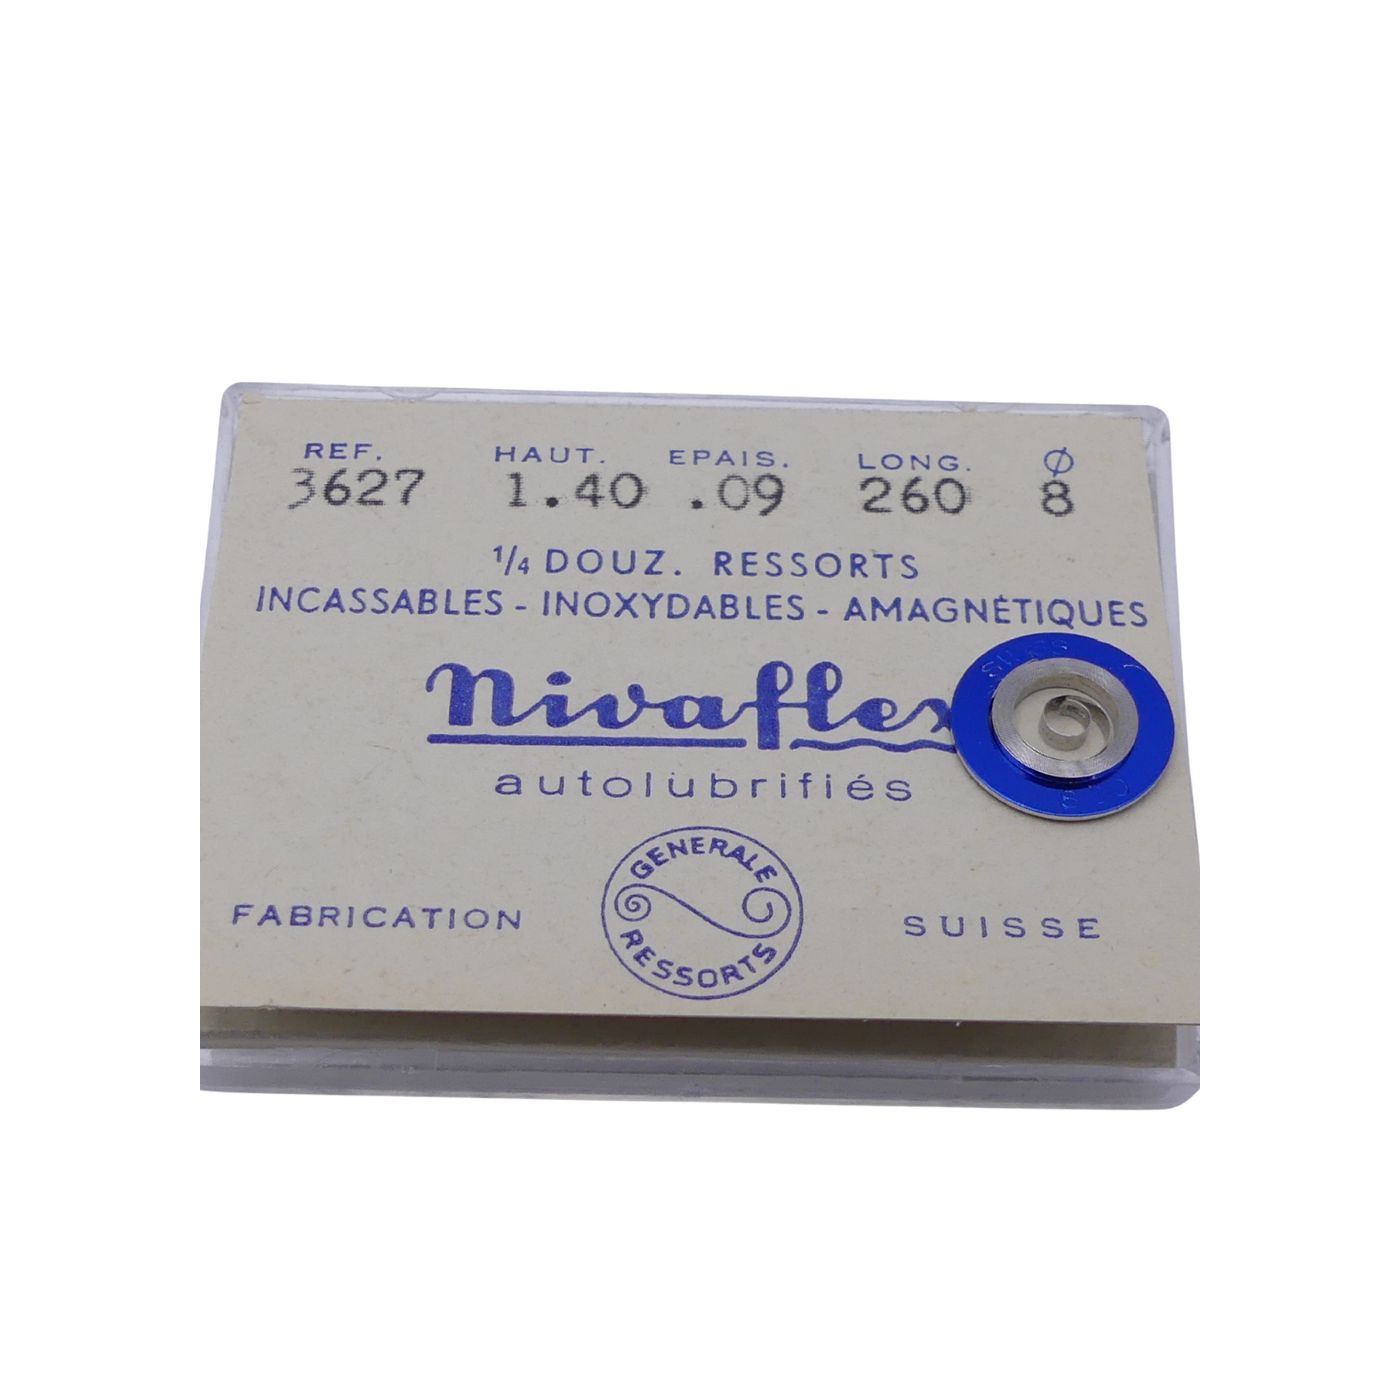 REF. HAUT. EPAIS. LONG. Ø
3627 1.40 .09 260 8
1/4 DOUZ. RESSORTS
INCASSABLES - INOXYDABLES - AMAGNÉTIQUES
nivaflex
autolubrifiés
GENERALE
RESSORTS
FABRICATION SUISSE